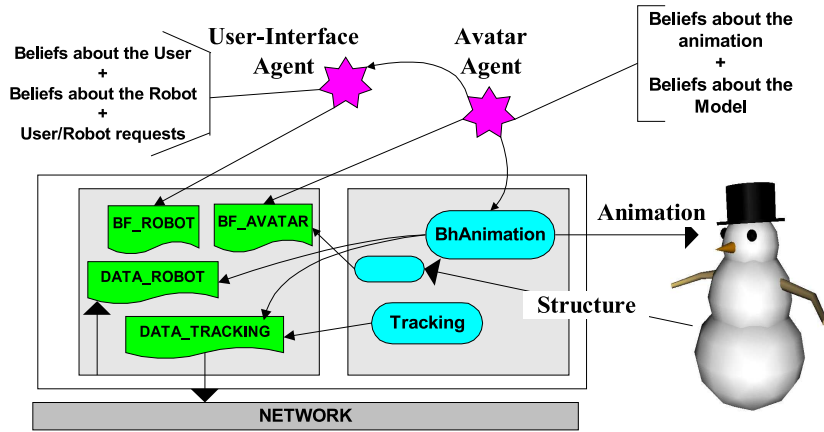 Beliefs about the User
+
Beliefs about the Robot
+
User/Robot requests
User-Interface
Agent
Avatar
Agent
Beliefs about the
animation
+
Beliefs about the
Model
BF_ROBOT
BF_AVATAR
DATA_ROBOT
DATA_TRACKING
BhAnimation
Tracking
Animation
Structure
NETWORK